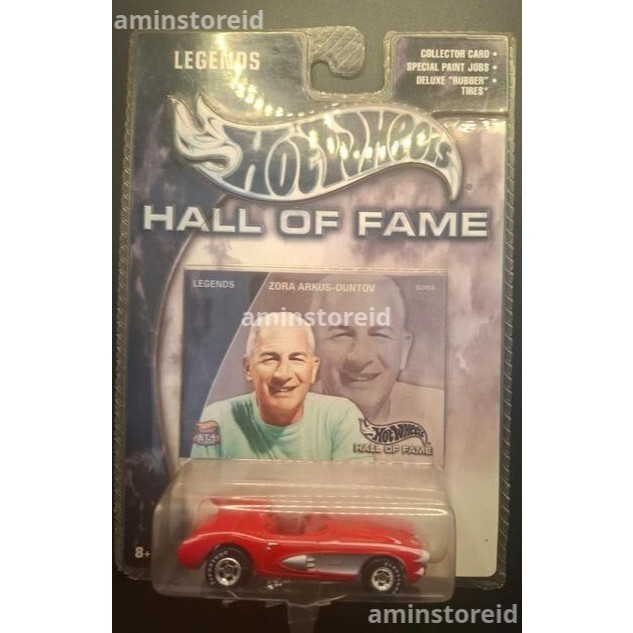 aminstoreid
LEGENDS
COLLECTOR CARD •
SPECIAL PAINT JOBS •
DELUXE "RUBBER" •
TIRES*
Hot Wheels
®
HALL OF FAME
LEGENDS
ZORA ARKUS-DUNTOV
aminstoreid
35
Hot Wheels
HALL OF FAME
8+
aminstoreid